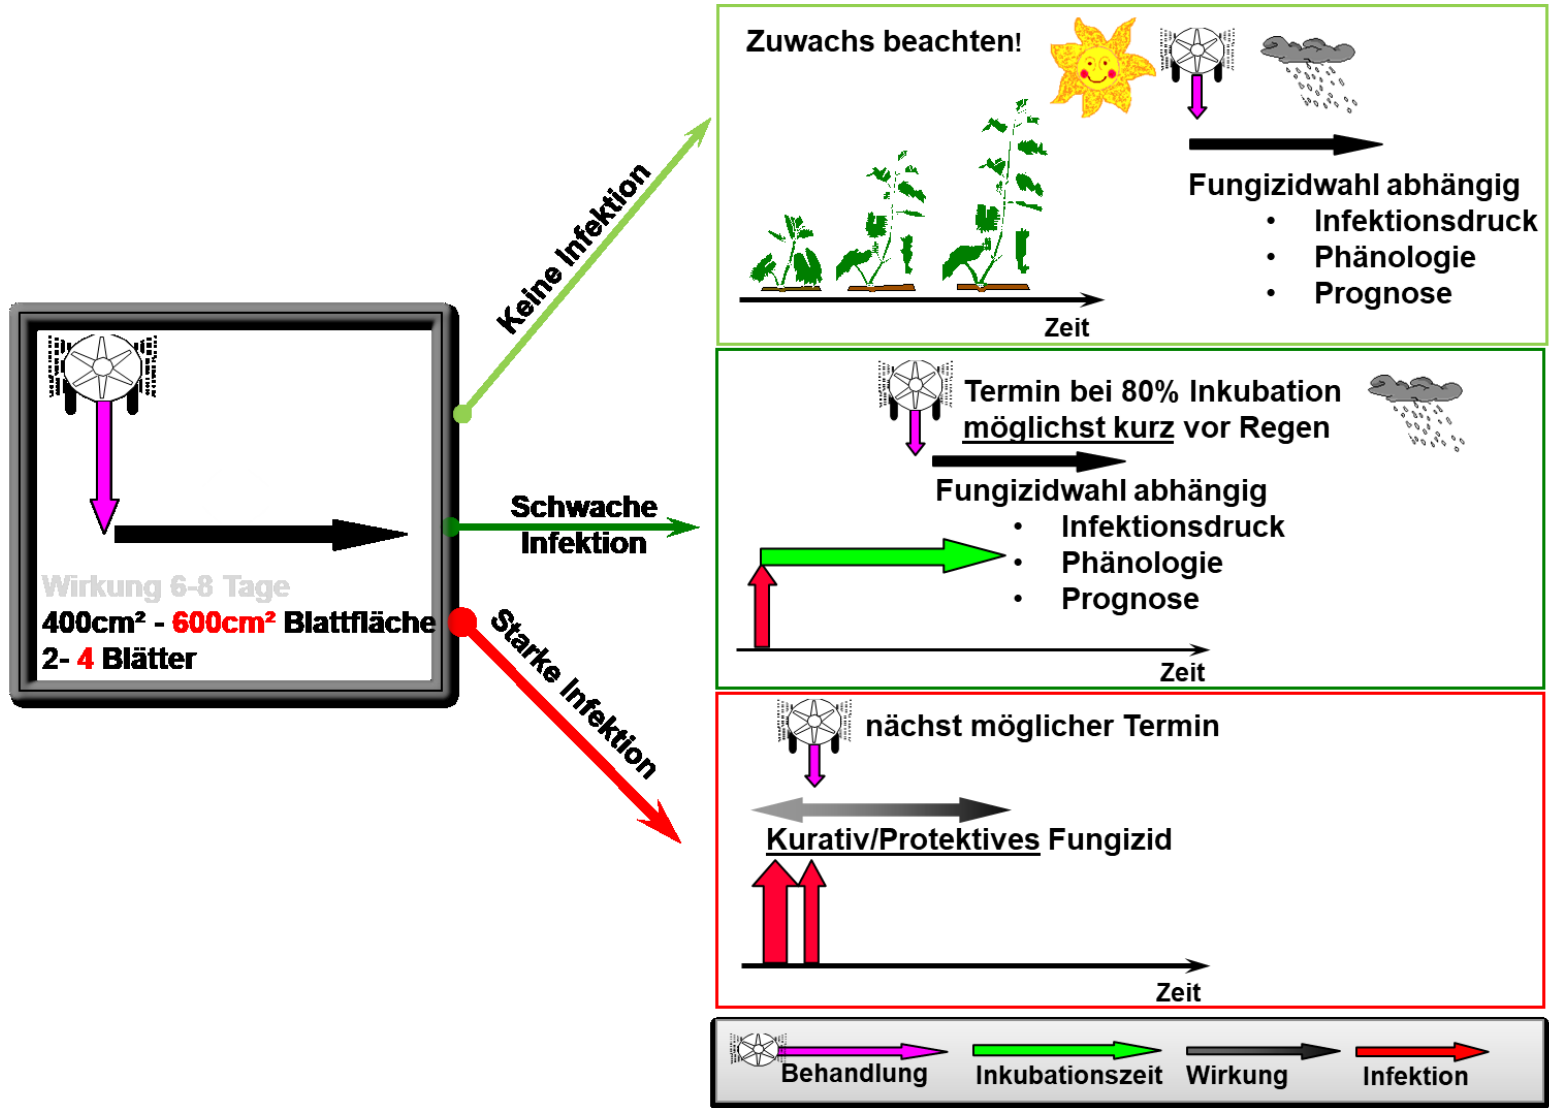 Zuwachs beachten!
Fungizidwahl abhängig
• Infektionsdruck
• Phänologie
• Prognose
Zeit
Keine Infektion
Wirkung 6-8 Tage
400cm² - 600cm² Blattfläche
2- 4 Blätter
Schwache
Infektion
Termin bei 80% Inkubation
möglichst kurz vor Regen
Fungizidwahl abhängig
• Infektionsdruck
• Phänologie
• Prognose
Zeit
Starke Infektion
nächst möglicher Termin
Kurativ/Protektives Fungizid
Zeit
Behandlung
Inkubationszeit
Wirkung
Infektion